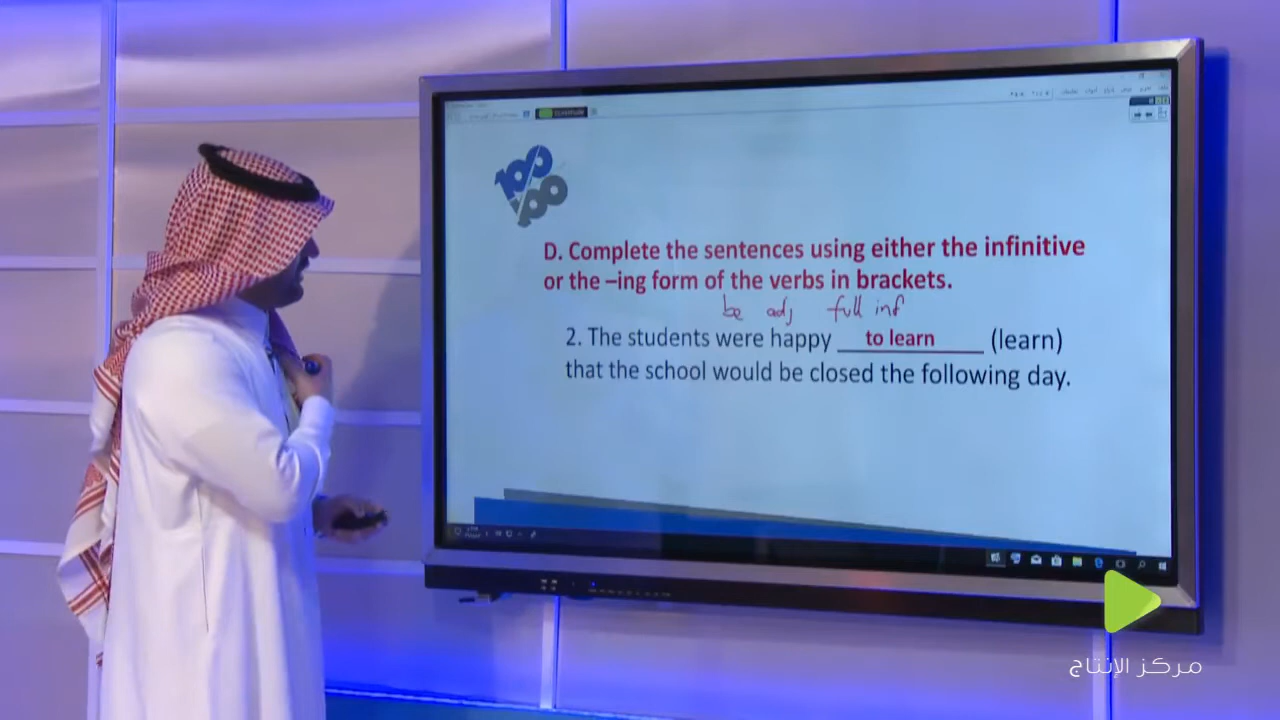 100
100
D. Complete the sentences using either the infinitive
or the –ing form of the verbs in brackets.
be adj full inf
2. The students were happy to learn (learn)
that the school would be closed the following day.
مركز الإنتاج